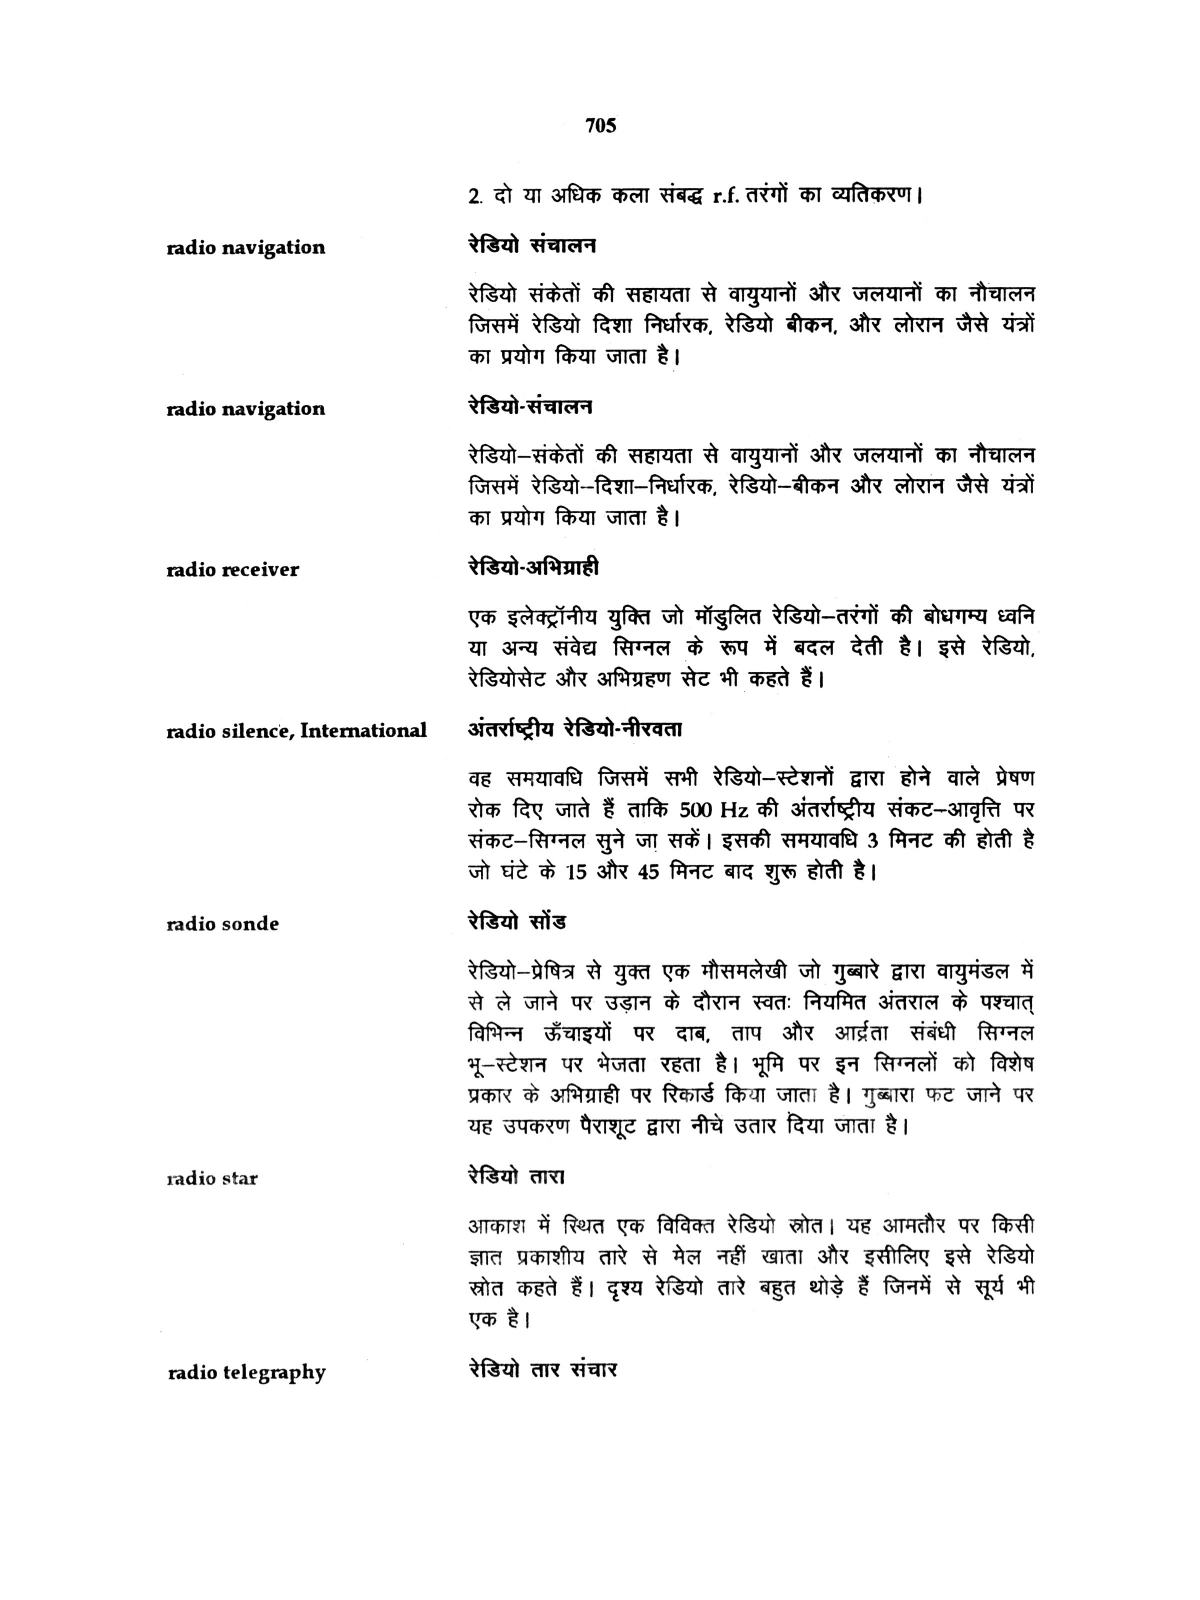 705
2. दो या अधिक कला संबद्ध r.f. तरंगों का व्यतिकरण।
radio navigation रेडियो संचालन
रेडियो संकेतों की सहायता से वायुयानों और जलयानों का नौचालन
जिसमें रेडियो दिशा निर्धारक, रेडियो बीकन, और लोरान जैसे यंत्रों
का प्रयोग किया जाता है।
radio navigation रेडियो-संचालन
रेडियो–संकेतों की सहायता से वायुयानों और जलयानों का नौचालन
जिसमें रेडियो–दिशा–निर्धारक, रेडियो–बीकन और लोरान जैसे यंत्रों
का प्रयोग किया जाता है।
radio receiver रेडियो-अभिग्राही
एक इलेक्ट्रॉनीय युक्ति जो मॉडुलित रेडियो–तरंगों की बोधगम्य ध्वनि
या अन्य संवेद्य सिग्नल के रूप में बदल देती है। इसे रेडियो,
रेडियोसेट और अभिग्रहण सेट भी कहते हैं।
radio silence, International अंतर्राष्ट्रीय रेडियो-नीरवता
वह समयावधि जिसमें सभी रेडियो–स्टेशनों द्वारा होने वाले प्रेषण
रोक दिए जाते हैं ताकि 500 Hz की अंतर्राष्ट्रीय संकट–आवृत्ति पर
संकट–सिग्नल सुने जा सकें। इसकी समयावधि 3 मिनट की होती है
जो घंटे के 15 और 45 मिनट बाद शुरू होती है।
radio sonde रेडियो सोंड
रेडियो–प्रेषित्र से युक्त एक मौसमलेखी जो गुब्बारे द्वारा वायुमंडल में
से ले जाने पर उड़ान के दौरान स्वतः नियमित अंतराल के पश्चात्
विभिन्न ऊँचाइयों पर दाब, ताप और आर्द्रता संबंधी सिग्नल
भू–स्टेशन पर भेजता रहता है। भूमि पर इन सिग्नलों को विशेष
प्रकार के अभिग्राही पर रिकार्ड किया जाता है। गुब्बारा फट जाने पर
यह उपकरण पैराशूट द्वारा नीचे उतार दिया जाता है।
radio star रेडियो तारा
आकाश में स्थित एक विविक्त रेडियो स्रोत। यह आमतौर पर किसी
ज्ञात प्रकाशीय तारे से मेल नहीं खाता और इसीलिए इसे रेडियो
स्रोत कहते हैं। दृश्य रेडियो तारे बहुत थोड़े हैं जिनमें से सूर्य भी
एक है।
radio telegraphy रेडियो तार संचार